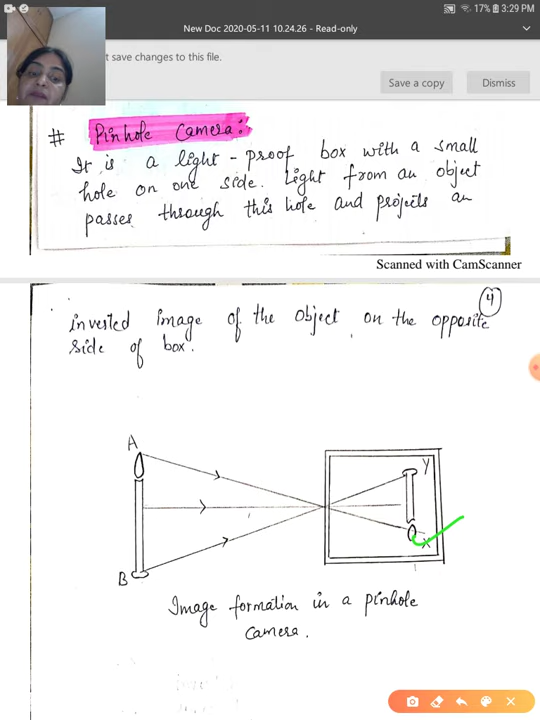 17% 3:29 PM
New Doc 2020-05-11 10.24.26 - Read-only
t save changes to this file.
Save a copy
Dismiss
# Pinhole Camera:
It is a light-proof box with a small
hole on one side. Light from an object
passes through this hole and projects an
Scanned with CamScanner
4
inverted image of the object on the opposite
side of box.
A
Y
X
B
Image formation in a pinhole
camera.